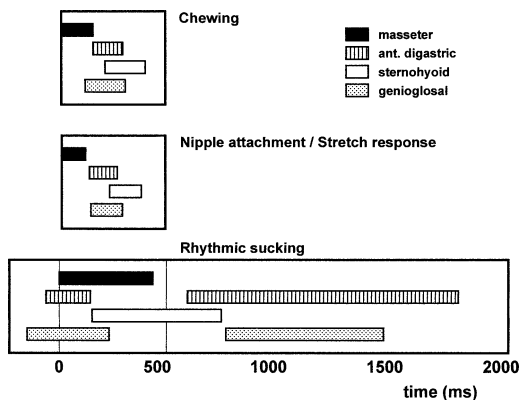 Chewing
masseter
ant. digastric
sternohyoid
genioglosal
Nipple attachment / Stretch response
Rhythmic sucking
0 500 1000 1500 2000
time (ms)